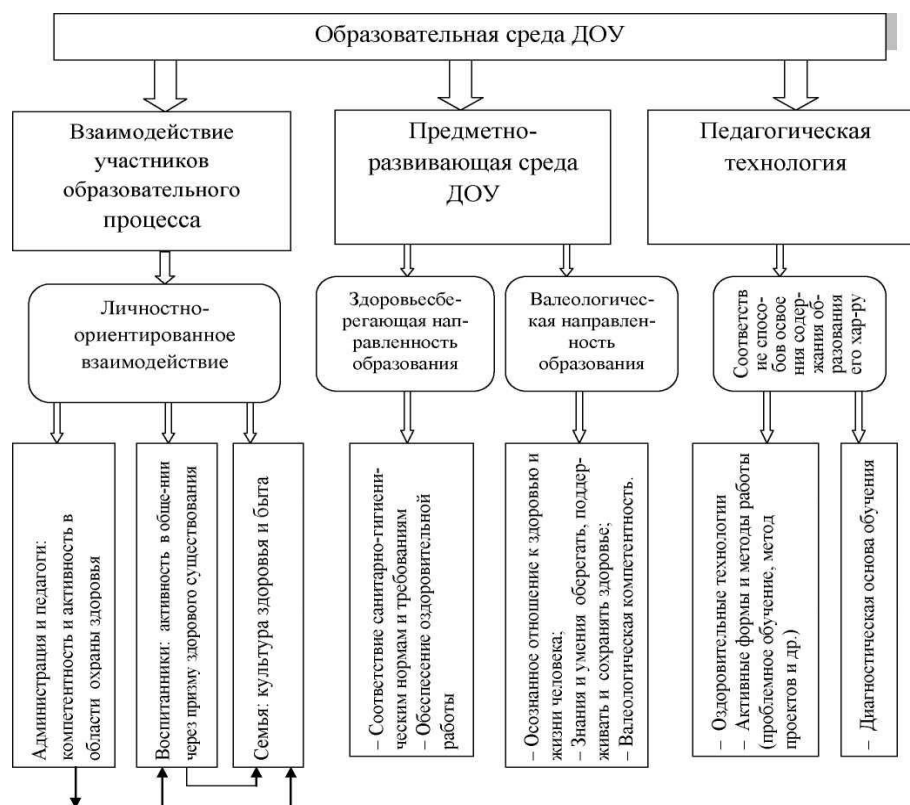 Образовательная среда ДОУ
Взаимодействие
участников
образовательного
процесса
Предметно-
развивающая среда
ДОУ
Педагогическая
технология
Личностно-
ориентированное
взаимодействие
Здоровьесбе-
регающая нап-
равленность
образования
Валеологичес-
кая направлен-
ность
образования
Соответств
ие спосо-
бов освое
ния содер-
жания об-
разования
его хар-ру
Администрация и педагоги:
компетентность и активность в
области охраны здоровья
Воспитанники: активность в обще-нии
через призму здорового существования
Семья: культура здоровья и быта
– Соответствие санитарно-гигиени-
ческим нормам и требованиям
– Обеспесение оздоровительной
работы
– Осознанное отношение к здоровью и
жизни человека;
– Знания и умения оберегать, поддер-
живать и сохранять здоровье;
– Валеологическая компетентность.
– Оздоровительные технологии
– Активные формы и методы работы
(проблемное обучение, метод
проектов и др.)
– Диагностическая основа обучения